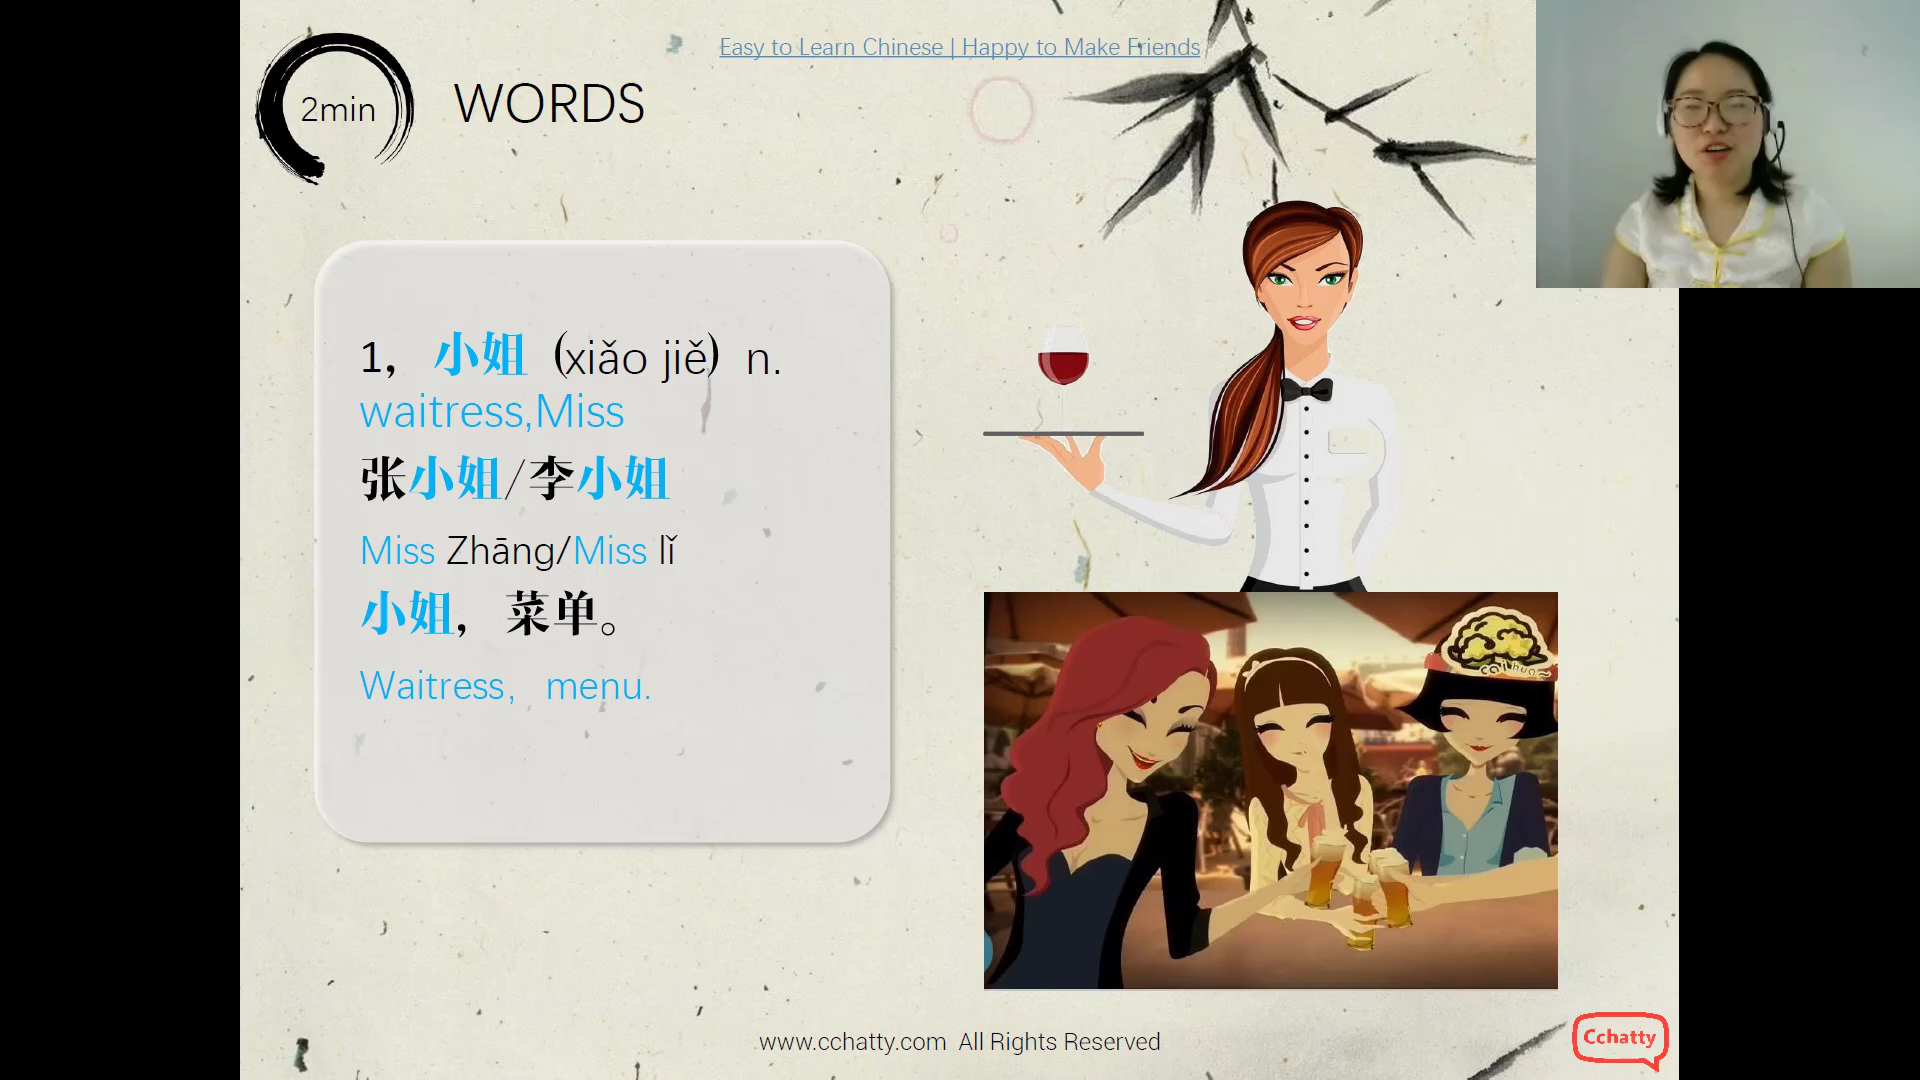 Easy to Learn Chinese | Happy to Make Friends
2min
WORDS
1，小姐（xiǎo jiě）n.
waitress,Miss
张小姐/李小姐
Miss Zhāng/Miss lǐ
小姐，菜单。
Waitress， menu.
cai hua~
www.cchatty.com All Rights Reserved
Cchatty